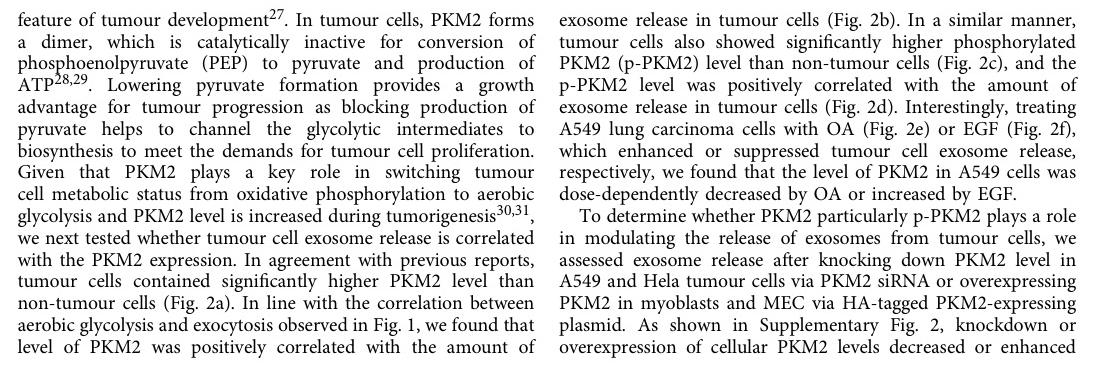 feature of tumour development27. In tumour cells, PKM2 forms
a dimer, which is catalytically inactive for conversion of
phosphoenolpyruvate (PEP) to pyruvate and production of
ATP28,29. Lowering pyruvate formation provides a growth
advantage for tumour progression as blocking production of
pyruvate helps to channel the glycolytic intermediates to
biosynthesis to meet the demands for tumour cell proliferation.
Given that PKM2 plays a key role in switching tumour
cell metabolic status from oxidative phosphorylation to aerobic
glycolysis and PKM2 level is increased during tumorigenesis30,31,
we next tested whether tumour cell exosome release is correlated
with the PKM2 expression. In agreement with previous reports,
tumour cells contained significantly higher PKM2 level than
non-tumour cells (Fig. 2a). In line with the correlation between
aerobic glycolysis and exocytosis observed in Fig. 1, we found that
level of PKM2 was positively correlated with the amount of
exosome release in tumour cells (Fig. 2b). In a similar manner,
tumour cells also showed significantly higher phosphorylated
PKM2 (p-PKM2) level than non-tumour cells (Fig. 2c), and the
p-PKM2 level was positively correlated with the amount of
exosome release in tumour cells (Fig. 2d). Interestingly, treating
A549 lung carcinoma cells with OA (Fig. 2e) or EGF (Fig. 2f),
which enhanced or suppressed tumour cell exosome release,
respectively, we found that the level of PKM2 in A549 cells was
dose-dependently decreased by OA or increased by EGF.
To determine whether PKM2 particularly p-PKM2 plays a role
in modulating the release of exosomes from tumour cells, we
assessed exosome release after knocking down PKM2 level in
A549 and Hela tumour cells via PKM2 siRNA or overexpressing
PKM2 in myoblasts and MEC via HA-tagged PKM2-expressing
plasmid. As shown in Supplementary Fig. 2, knockdown or
overexpression of cellular PKM2 levels decreased or enhanced